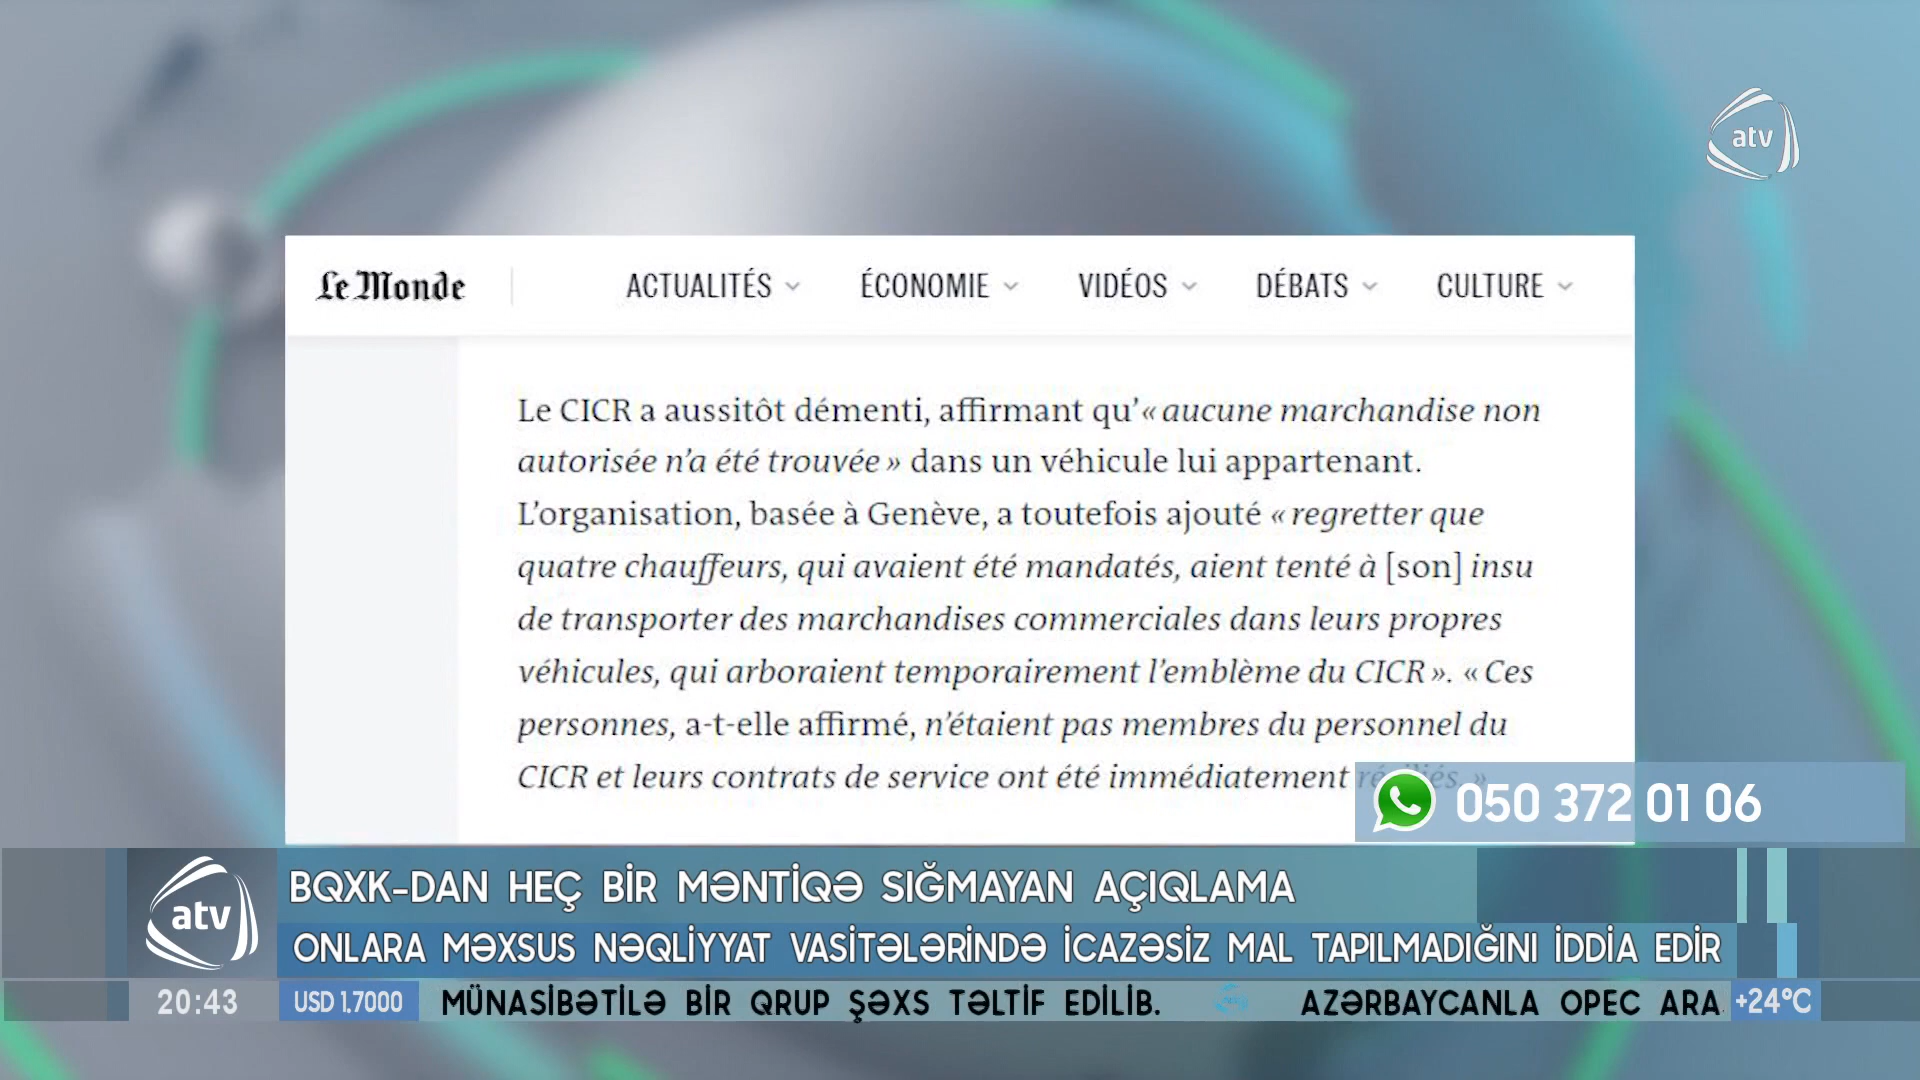 atv
Le Monde
ACTUALITÉS ÉCONOMIE VIDÉOS DÉBATS CULTURE
Le CICR a aussitôt démenti, affirmant qu’« aucune marchandise non
autorisée n’a été trouvée » dans un véhicule lui appartenant.
L’organisation, basée à Genève, a toutefois ajouté « regretter que
quatre chauffeurs, qui avaient été mandatés, aient tenté à [son] insu
de transporter des marchandises commerciales dans leurs propres
véhicules, qui arboraient temporairement l’emblème du CICR ». « Ces
personnes, a-t-elle affirmé, n’étaient pas membres du personnel du
CICR et leurs contrats de service ont été immédiatement
050 372 01 06
atv
BQXK-DAN HEÇ BİR MƏNTİQƏ SIĞMAYAN AÇIQLAMA
ONLARA MƏXSUS NƏQLİYYAT VASİTƏLƏRİNDƏ İCAZƏSİZ MAL TAPILMADIĞINI İDDİA EDİR
20:43 USD 1,7000 MÜNASİBƏTİLƏ BİR QRUP ŞƏXS TƏLTİF EDİLİB. AZƏRBAYCANLA OPEC ARA +24°C